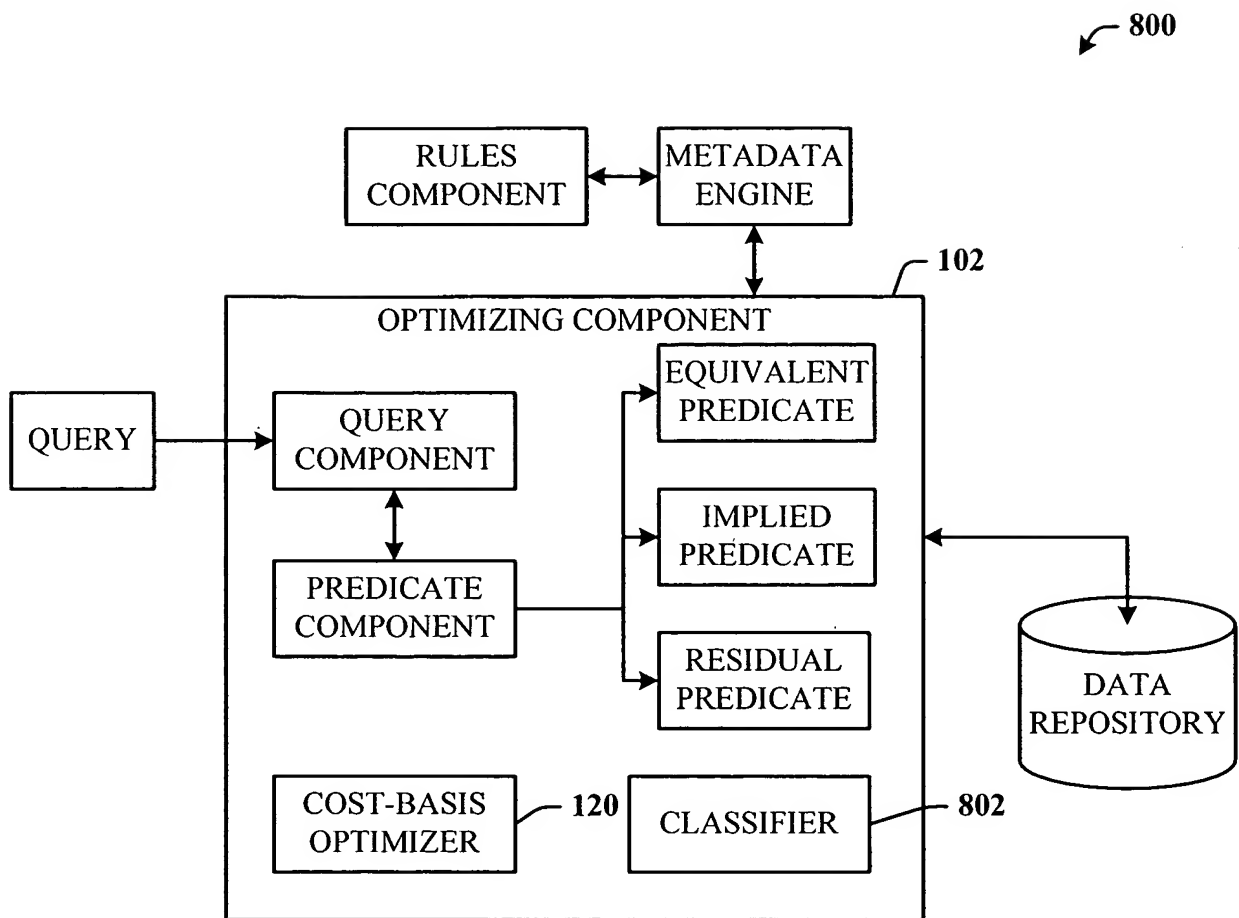 800
RULES
COMPONENT
METADATA
ENGINE
102
OPTIMIZING COMPONENT
QUERY
QUERY
COMPONENT
PREDICATE
COMPONENT
EQUIVALENT
PREDICATE
IMPLIED
PREDICATE
RESIDUAL
PREDICATE
DATA
REPOSITORY
COST-BASIS
OPTIMIZER
120
CLASSIFIER
802